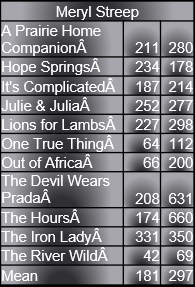 Meryl Streep
A Prairie Home
CompanionÂ 211 280
Hope SpringsÂ 234 178
It's ComplicatedÂ 187 214
Julie & JuliaÂ 252 277
Lions for LambsÂ 227 298
One True ThingÂ 64 112
Out of AfricaÂ 66 200
The Devil Wears
PradaÂ 208 631
The HoursÂ 174 660
The Iron LadyÂ 331 350
The River WildÂ 42 69
Mean 181 297